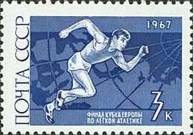 ПОЧТА СССР
1967
ФИНАЛ КУБКА ЕВРОПЫ
ПО ЛЕГКОЙ АТЛЕТИКЕ
3 К